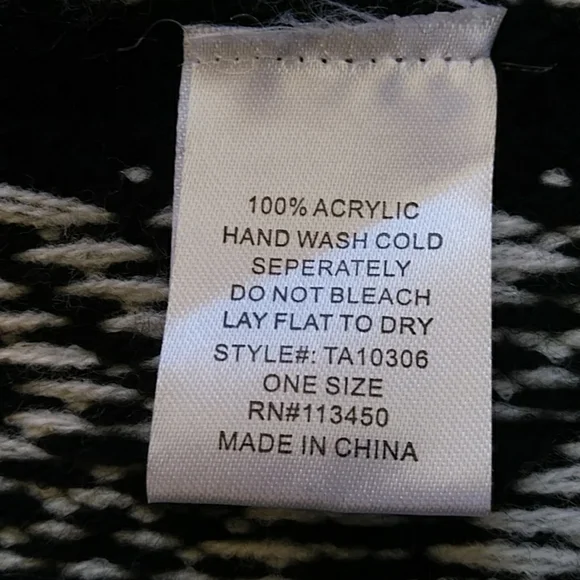 100% ACRYLIC
HAND WASH COLD
SEPERATELY
DO NOT BLEACH
LAY FLAT TO DRY
STYLE#: TA10306
ONE SIZE
RN#113450
MADE IN CHINA